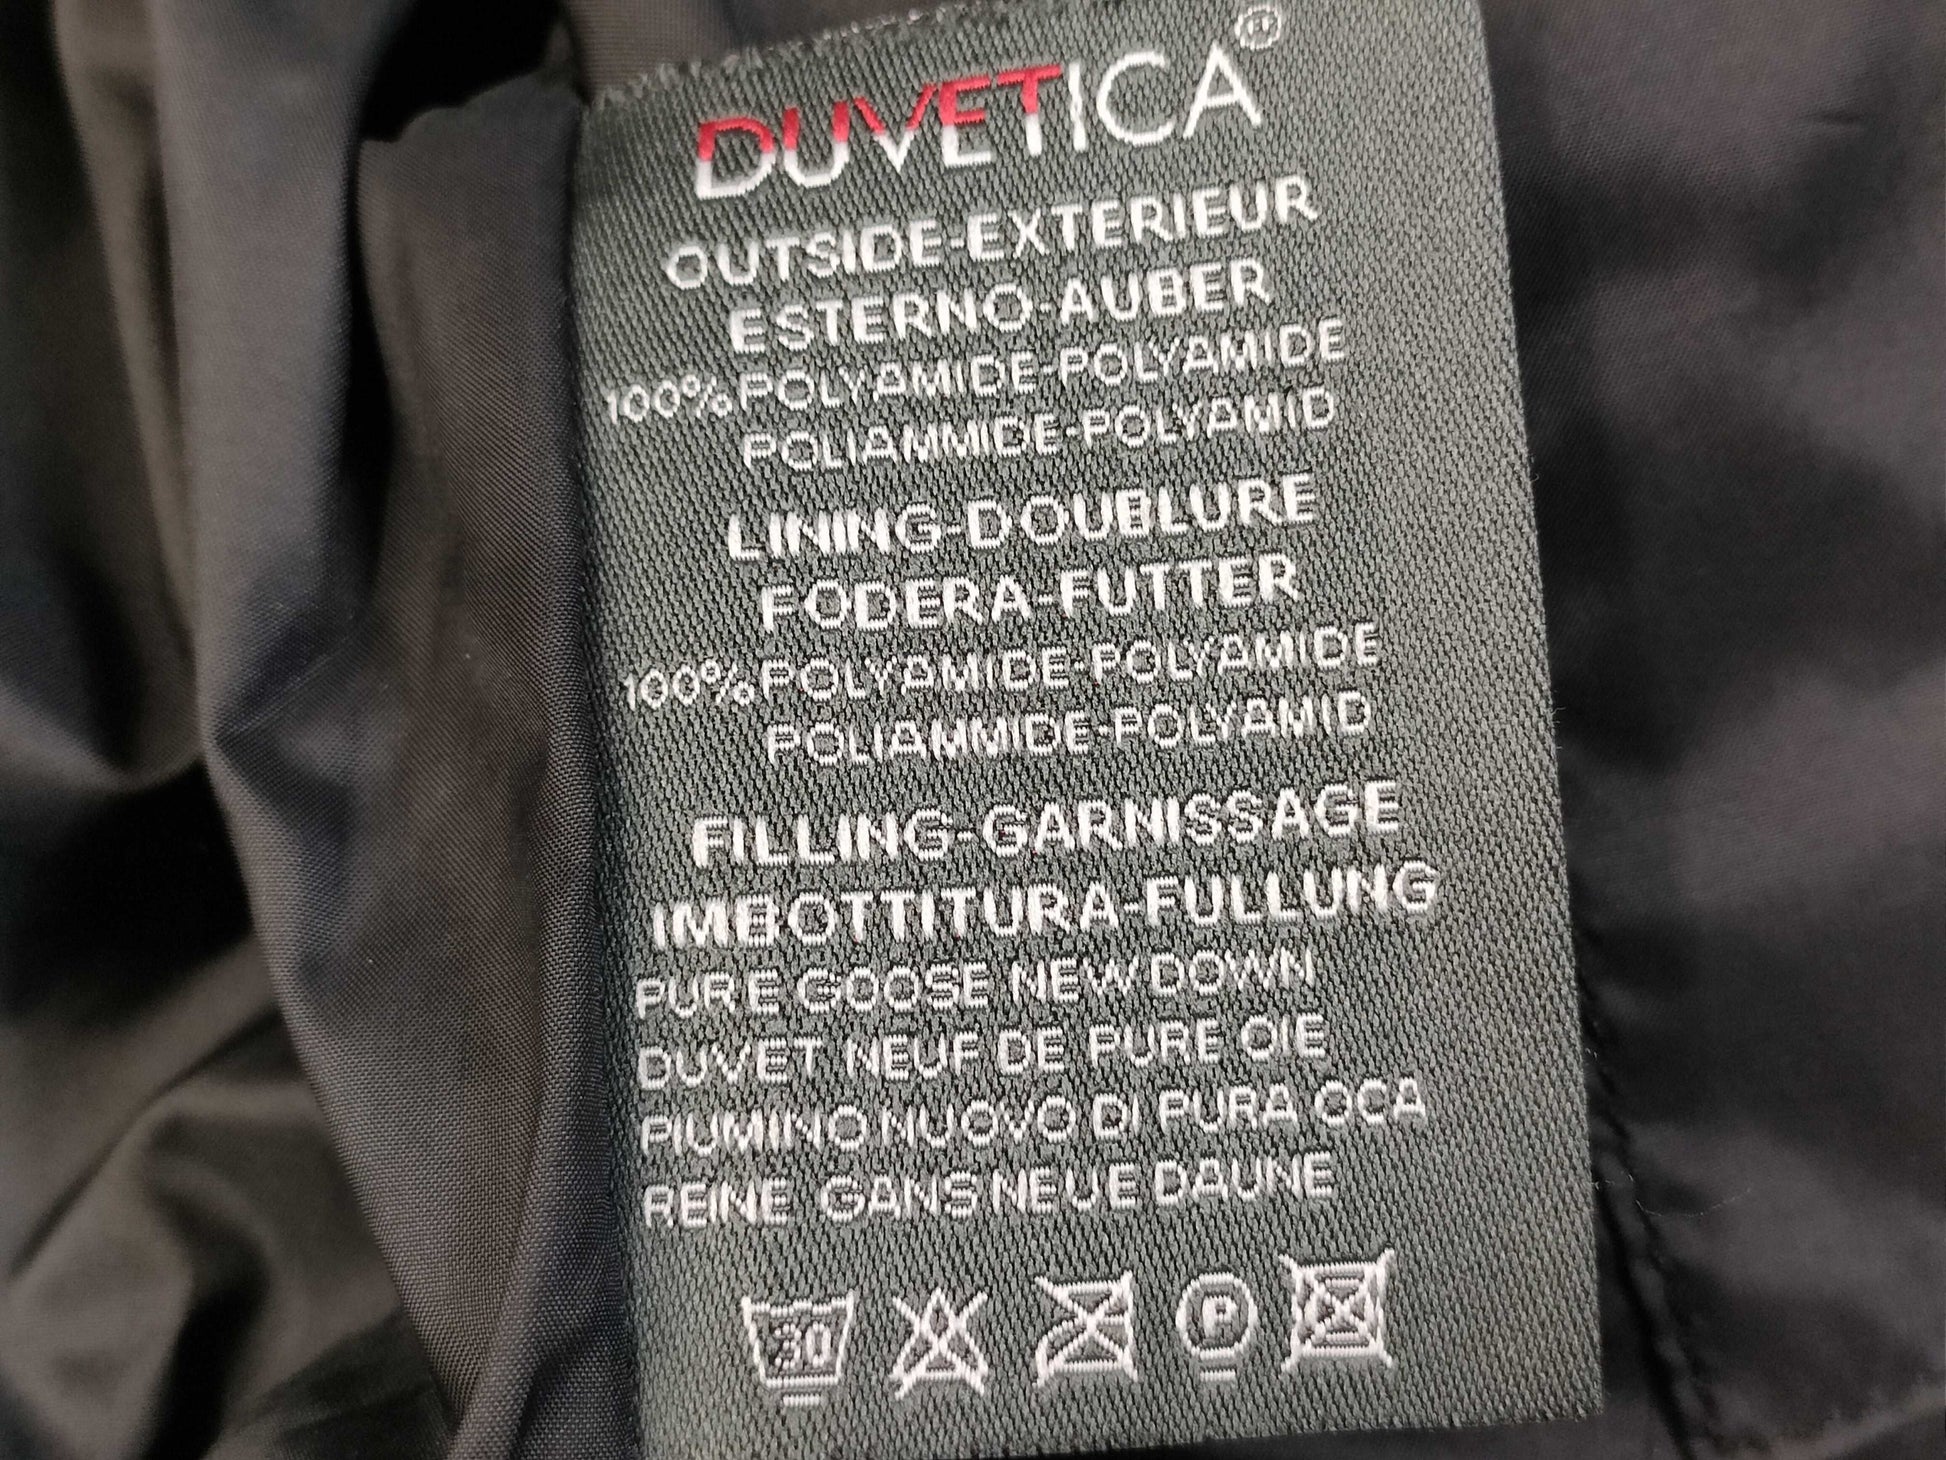 DUVETICA®
OUTSIDE-EXTERIEUR
ESTERNO-AUBER
100%POLYAMIDE-POLYAMIDE
POLIAMMIDE-POLYAMID
LINING-DOUBLURE
FODERA-FUTTER
100%POLYAMIDE-POLYAMIDE
POLIAMMIDE-POLYAMID
FILLING-GARNISSAGE
IMBOTTITURA-FULLUNG
PURE GOOSE NEW DOWN
DUVET NEUF DE PURE OIE
PIUMINO NUOVO DI PURA OCA
REINE GANS NEUE DAUNE
30 P